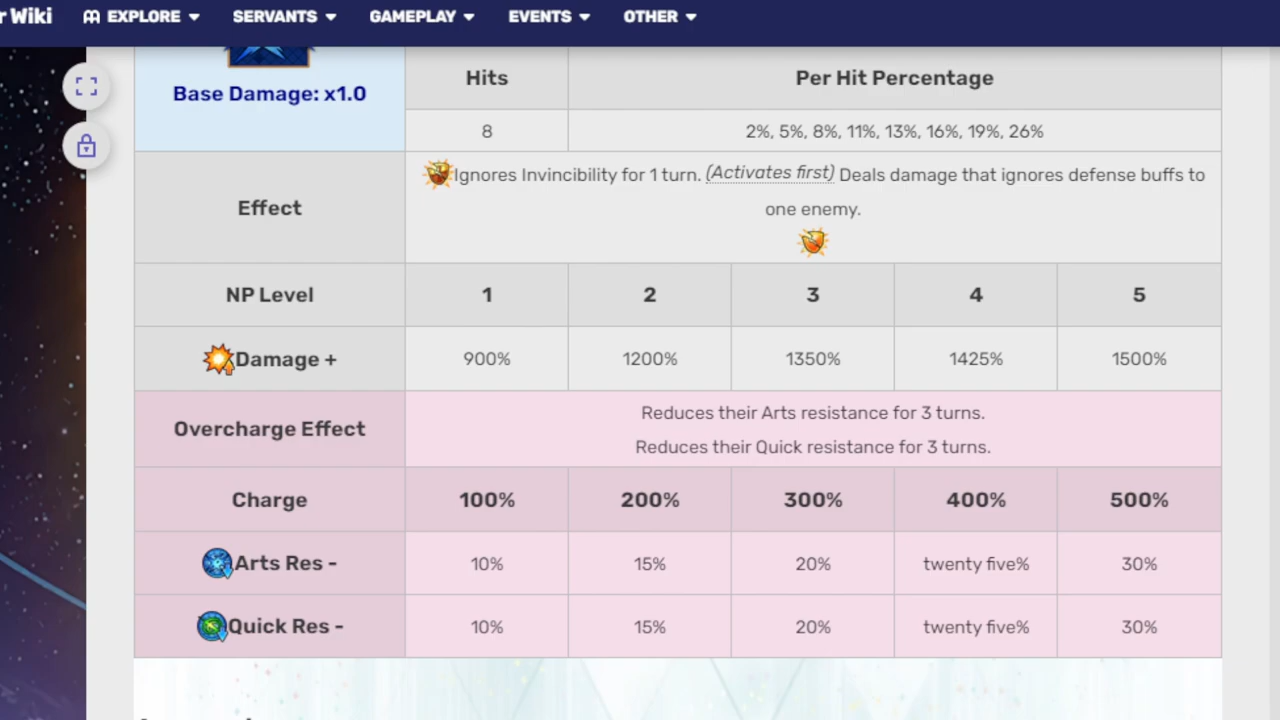 r Wiki EXPLORE SERVANTS GAMEPLAY EVENTS OTHER
Base Damage: x1.0
Hits Per Hit Percentage
8 2%, 5%, 8%, 11%, 13%, 16%, 19%, 26%
Effect
Ignores Invincibility for 1 turn. (Activates first) Deals damage that ignores defense buffs to
one enemy.
NP Level 1 2 3 4 5
Damage + 900% 1200% 1350% 1425% 1500%
Overcharge Effect
Reduces their Arts resistance for 3 turns.
Reduces their Quick resistance for 3 turns.
Charge 100% 200% 300% 400% 500%
Arts Res - 10% 15% 20% twenty five% 30%
Quick Res - 10% 15% 20% twenty five% 30%